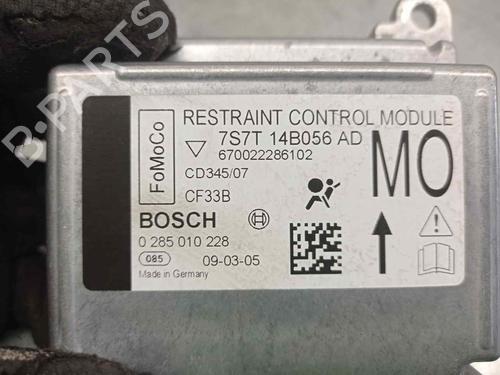 RESTRAINT CONTROL MODULE
FoMoCo
7S7T 14B056 AD
670022286102
CD345/07
CF33B
MO
BOSCH
0 285 010 228
085
09-03-05
Made in Germany
B-PARTS